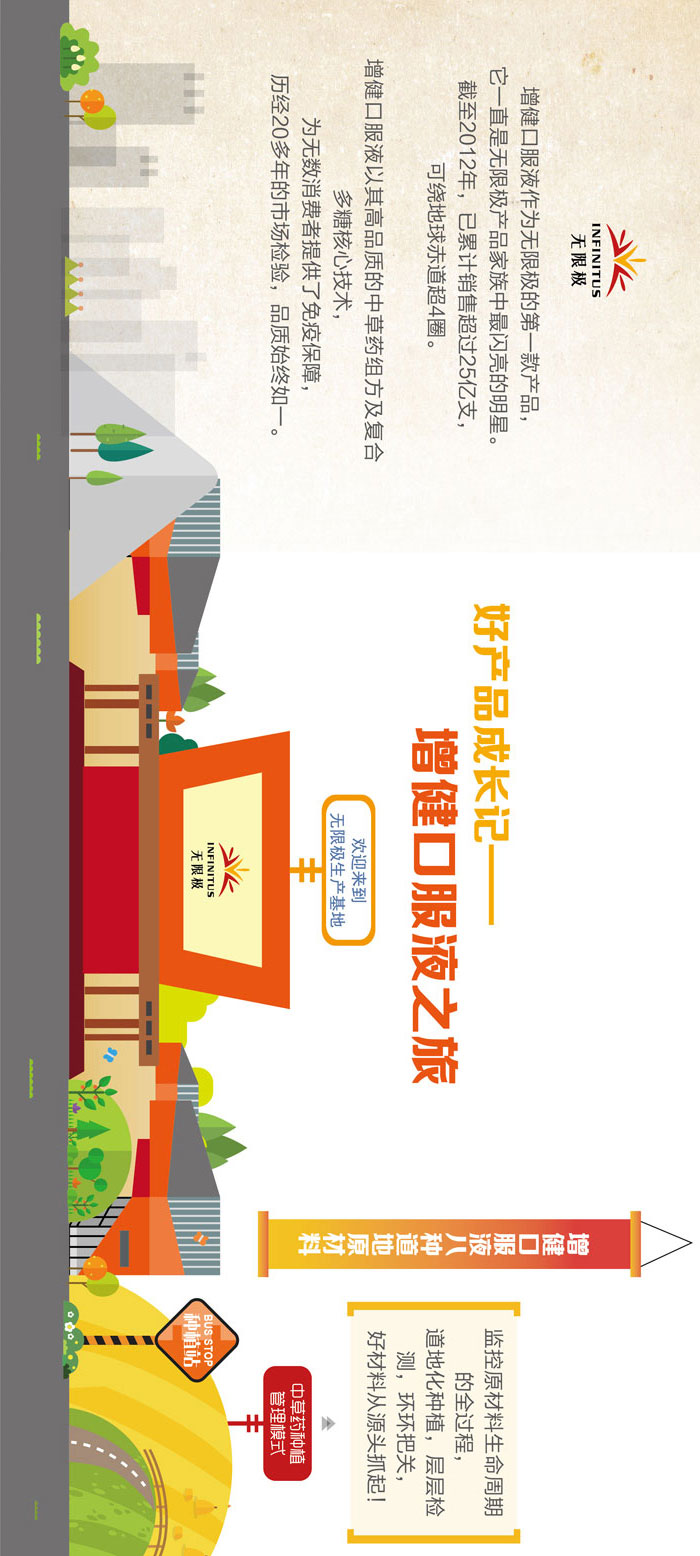 INFINITUS
无限极
增健口服液作为无限极的第一款产品，
它一直是无限极产品家族中最闪亮的明星。
截至2012年，已累计销售超过25亿支，
可绕地球赤道超4圈。
增健口服液以其高品质的中草药组方及复合
多糖核心技术，
为无数消费者提供了免疫保障，
历经20多年的市场检验，品质始终如一。
好产品成长记——
增健口服液之旅
欢迎来到
无限极生产基地
INFINITUS
无限极
增健口服液八种道地原材料
监控原材料生命周期
的全过程，
道地化种植，层层检
测，环环把关，
好材料从源头抓起！
中草药种植
管理模式
BUS STOP
种植站